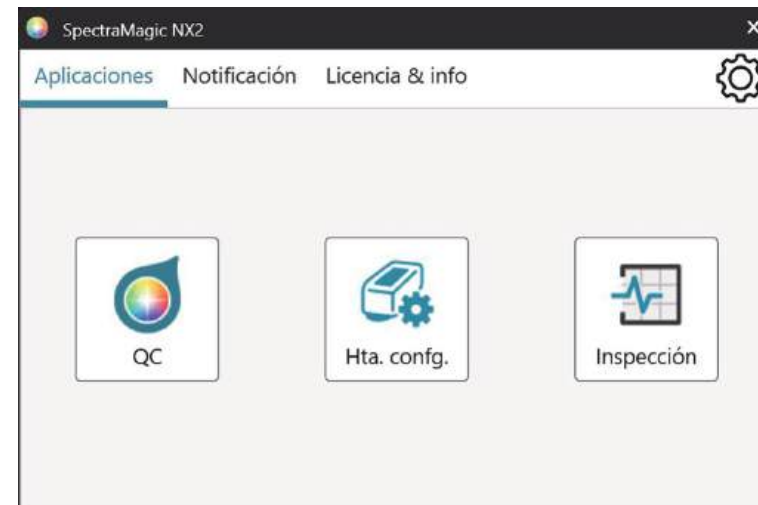 SpectraMagic NX2
Aplicaciones Notificación Licencia & info
QC Hta. confg. Inspección